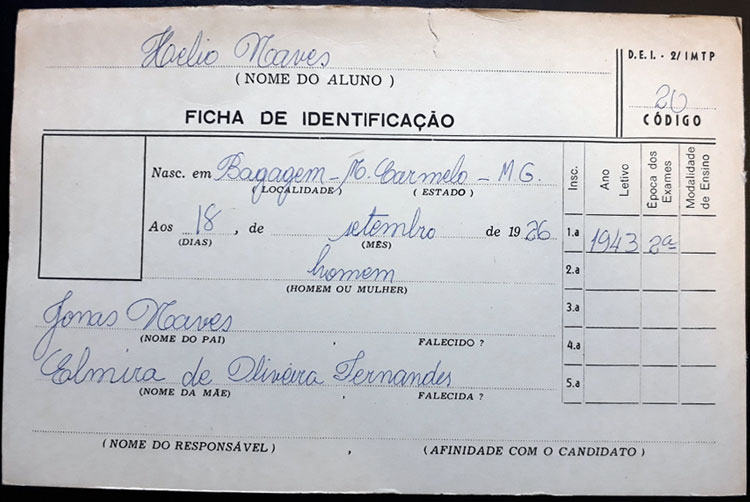 Helio Naves
(NOME DO ALUNO)
D.E.I. - 2/IMTP
20
CÓDIGO
FICHA DE IDENTIFICAÇÃO
Nasc. em Bagagem - M. Carmelo - M G.
(LOCALIDADE) (ESTADO)
Aos 18, de setembro de 1926
(DIAS) (MÊS)
homem
(HOMEM OU MULHER)
Jonas Naves
(NOME DO PAI) FALECIDO ?
Elmira de Oliveira Fernandes
(NOME DA MÃE) , FALECIDA ?
(NOME DO RESPONSÁVEL) , (AFINIDADE COM O CANDIDATO)
Insc. Ano Letivo Época dos Exames Modalidade de Ensino
1.a 1943 2ª
2.a
3.a
4.a
5.a